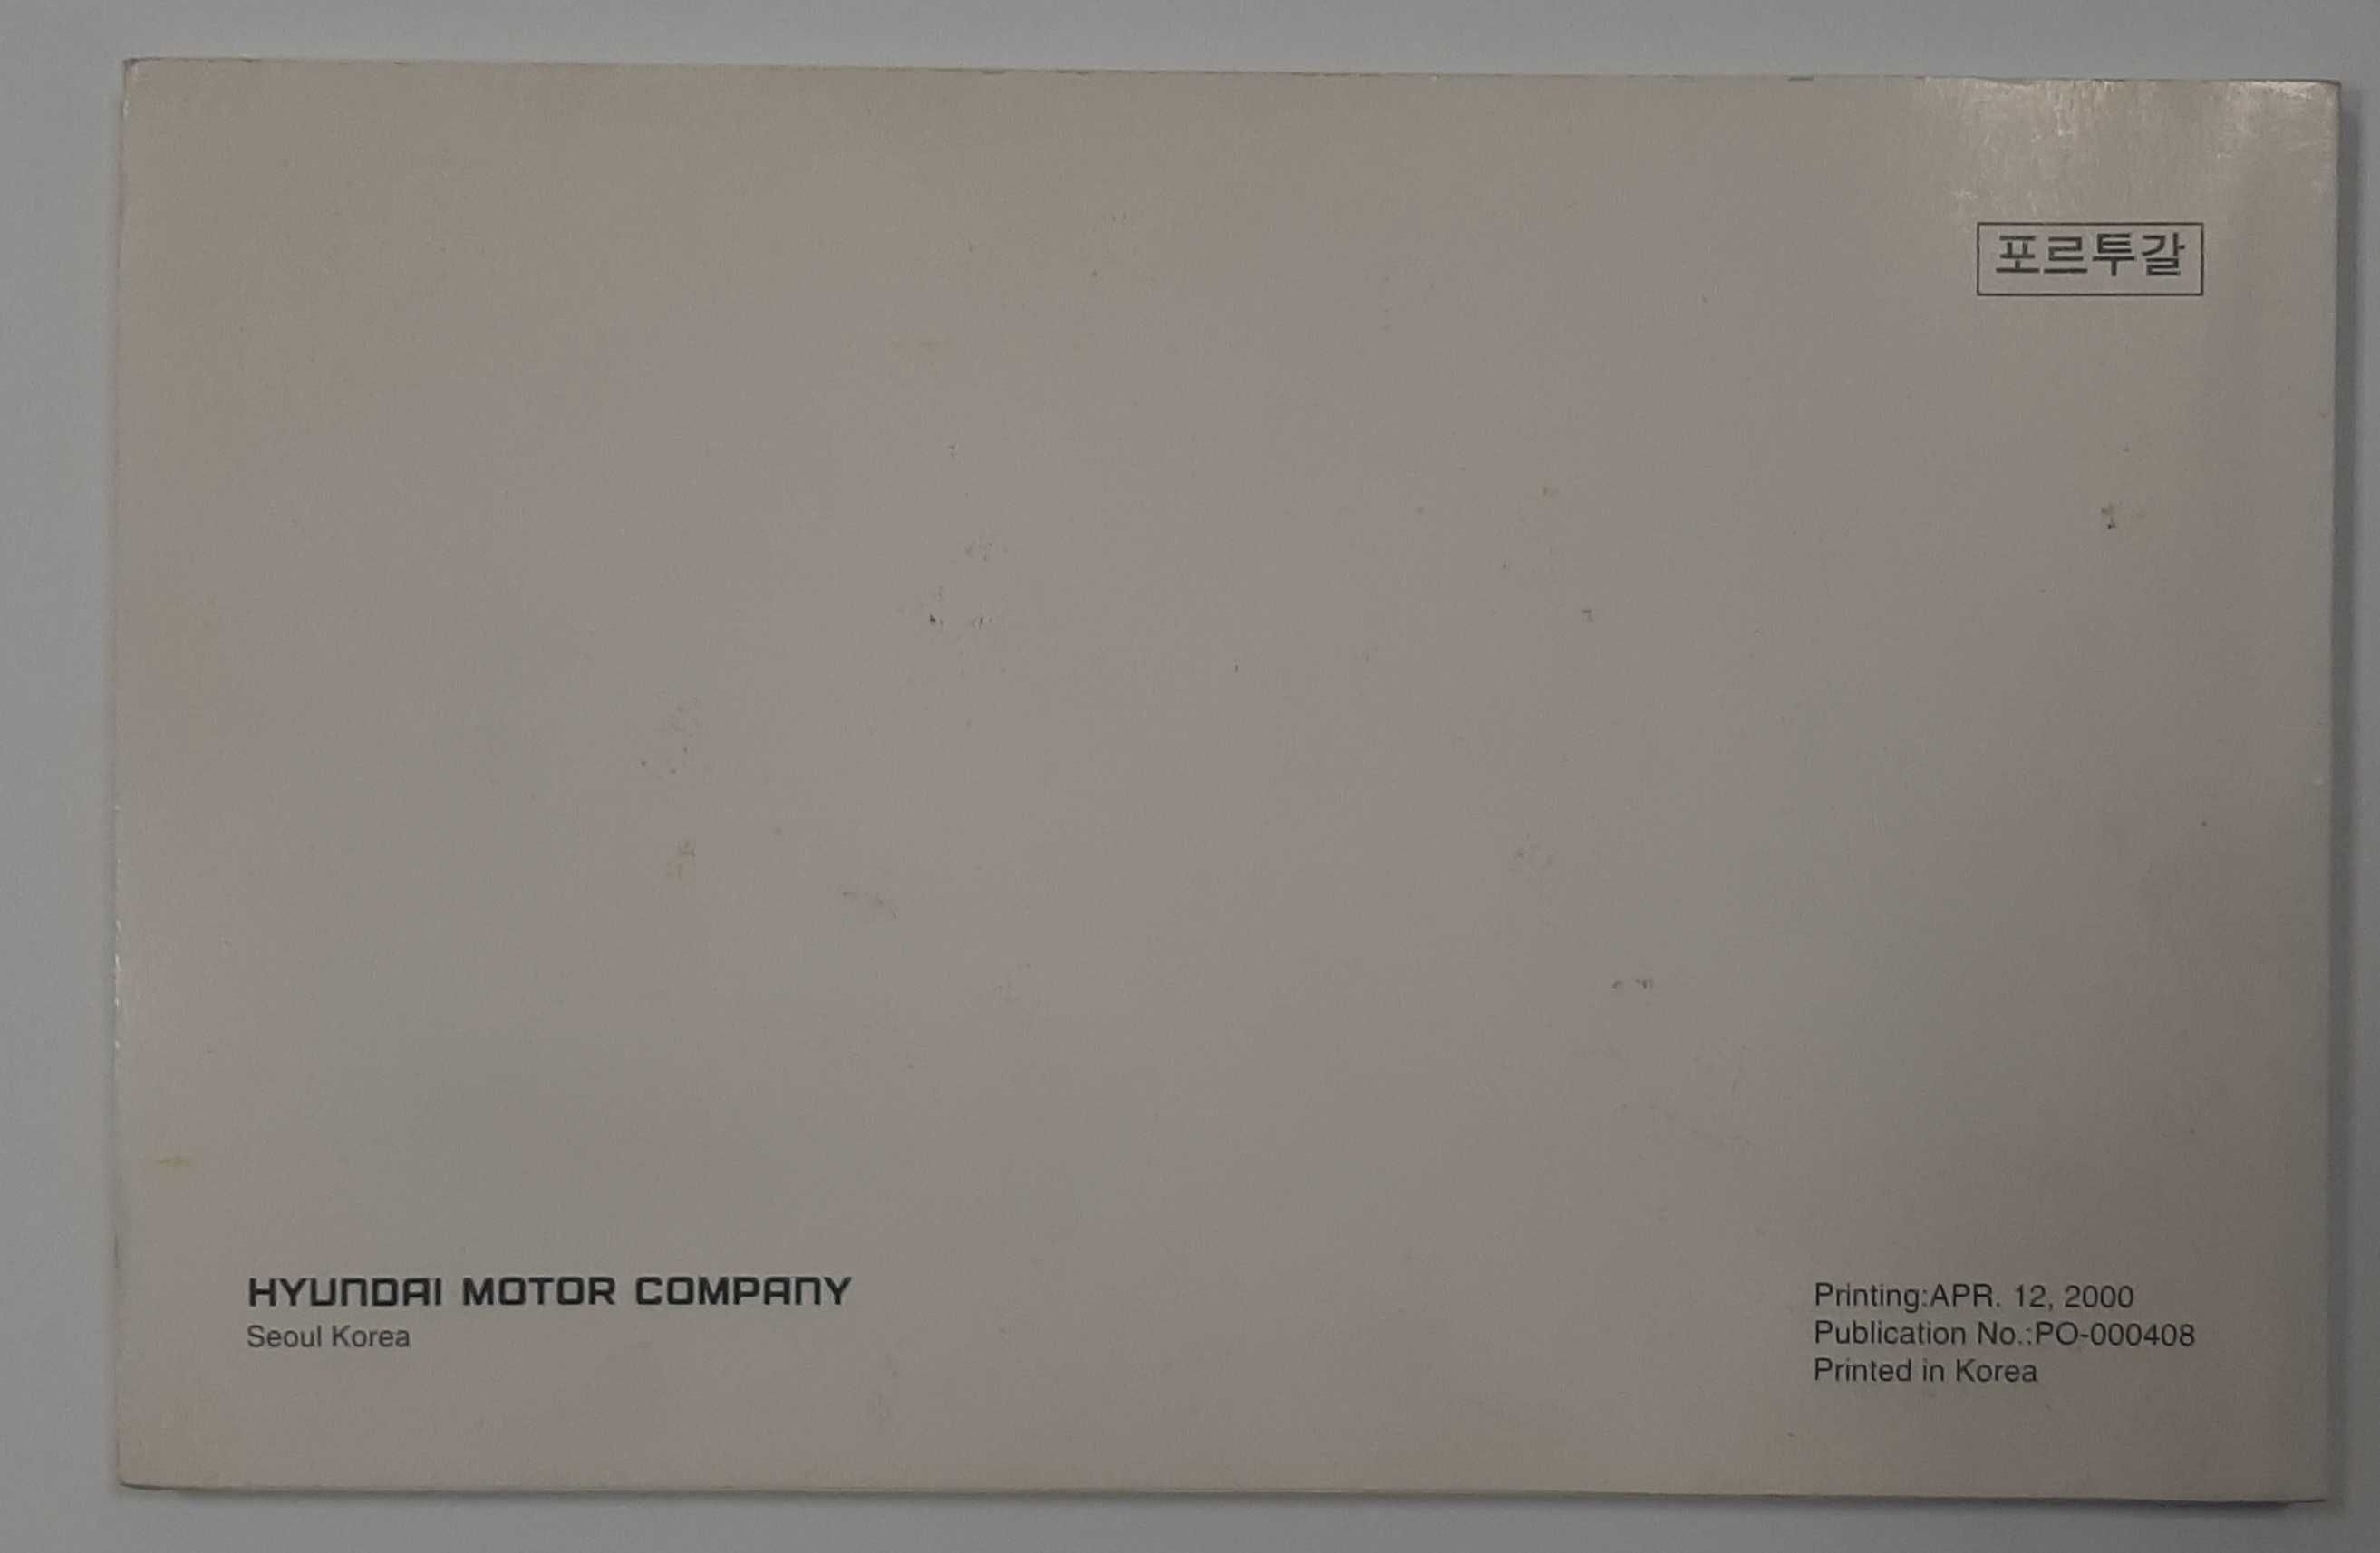 포르투갈
HYUNDAI MOTOR COMPANY
Seoul Korea
Printing:APR. 12, 2000
Publication No.:PO-000408
Printed in Korea